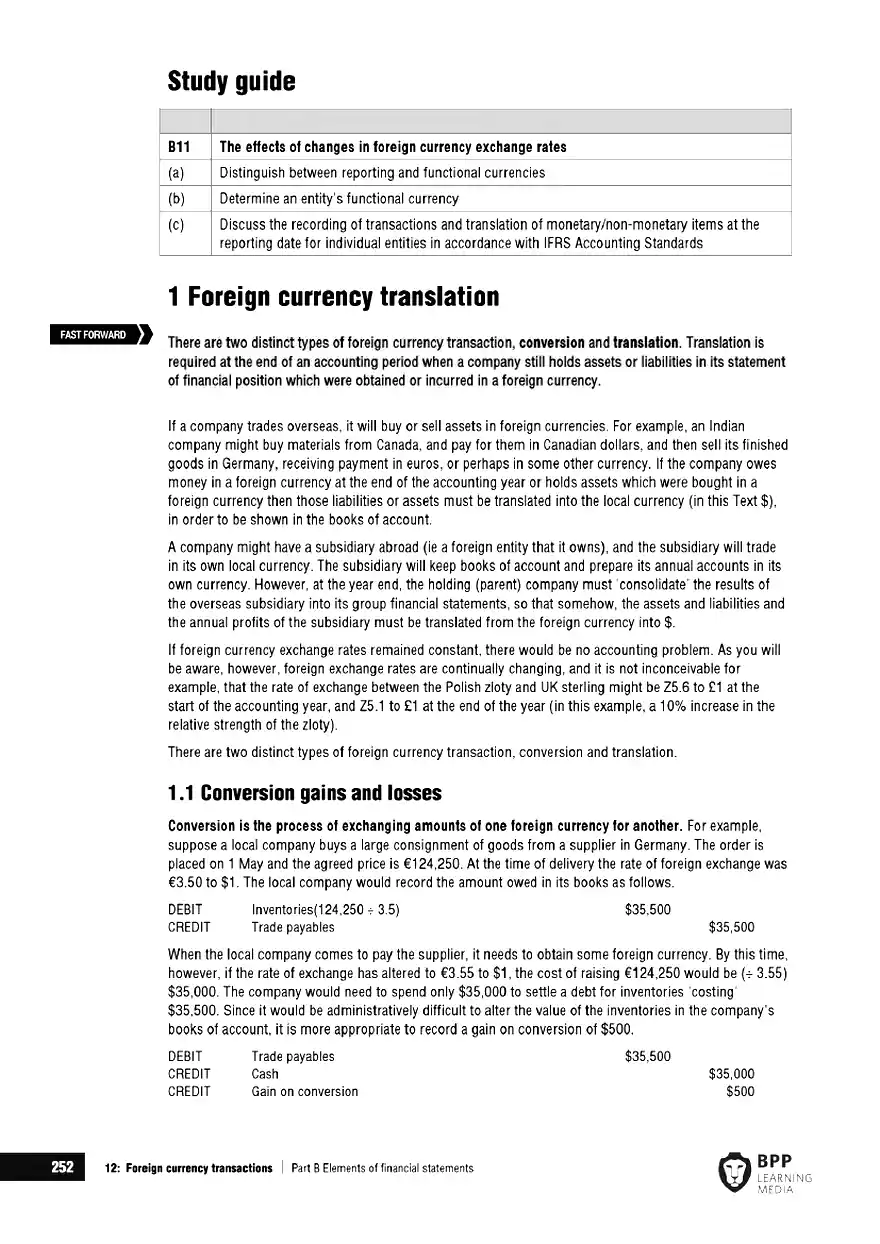 Study guide
B11 The effects of changes in foreign currency exchange rates
(a) Distinguish between reporting and functional currencies
(b) Determine an entity's functional currency
(c) Discuss the recording of transactions and translation of monetary/non-monetary items at the
reporting date for individual entities in accordance with IFRS Accounting Standards
1 Foreign currency translation
FAST FORWARD
There are two distinct types of foreign currency transaction, conversion and translation. Translation is
required at the end of an accounting period when a company still holds assets or liabilities in its statement
of financial position which were obtained or incurred in a foreign currency.
If a company trades overseas, it will buy or sell assets in foreign currencies. For example, an Indian
company might buy materials from Canada, and pay for them in Canadian dollars, and then sell its finished
goods in Germany, receiving payment in euros, or perhaps in some other currency. If the company owes
money in a foreign currency at the end of the accounting year or holds assets which were bought in a
foreign currency then those liabilities or assets must be translated into the local currency (in this Text $),
in order to be shown in the books of account.
A company might have a subsidiary abroad (ie a foreign entity that it owns), and the subsidiary will trade
in its own local currency. The subsidiary will keep books of account and prepare its annual accounts in its
own currency. However, at the year end, the holding (parent) company must 'consolidate' the results of
the overseas subsidiary into its group financial statements, so that somehow, the assets and liabilities and
the annual profits of the subsidiary must be translated from the foreign currency into $.
If foreign currency exchange rates remained constant, there would be no accounting problem. As you will
be aware, however, foreign exchange rates are continually changing, and it is not inconceivable for
example, that the rate of exchange between the Polish zloty and UK sterling might be Z5.6 to £1 at the
start of the accounting year, and Z5.1 to £1 at the end of the year (in this example, a 10% increase in the
relative strength of the zloty).
There are two distinct types of foreign currency transaction, conversion and translation.
1.1 Conversion gains and losses
Conversion is the process of exchanging amounts of one foreign currency for another. For example,
suppose a local company buys a large consignment of goods from a supplier in Germany. The order is
placed on 1 May and the agreed price is €124,250. At the time of delivery the rate of foreign exchange was
€3.50 to $1. The local company would record the amount owed in its books as follows.
DEBIT Inventories(124,250 ÷ 3.5) $35,500
CREDIT Trade payables $35,500
When the local company comes to pay the supplier, it needs to obtain some foreign currency. By this time,
however, if the rate of exchange has altered to €3.55 to $1, the cost of raising €124,250 would be (÷ 3.55)
$35,000. The company would need to spend only $35,000 to settle a debt for inventories 'costing'
$35,500. Since it would be administratively difficult to alter the value of the inventories in the company's
books of account, it is more appropriate to record a gain on conversion of $500.
DEBIT Trade payables $35,500
CREDIT Cash $35,000
CREDIT Gain on conversion $500
252 12: Foreign currency transactions | Part B Elements of financial statements
BPP
LEARNING
MEDIA